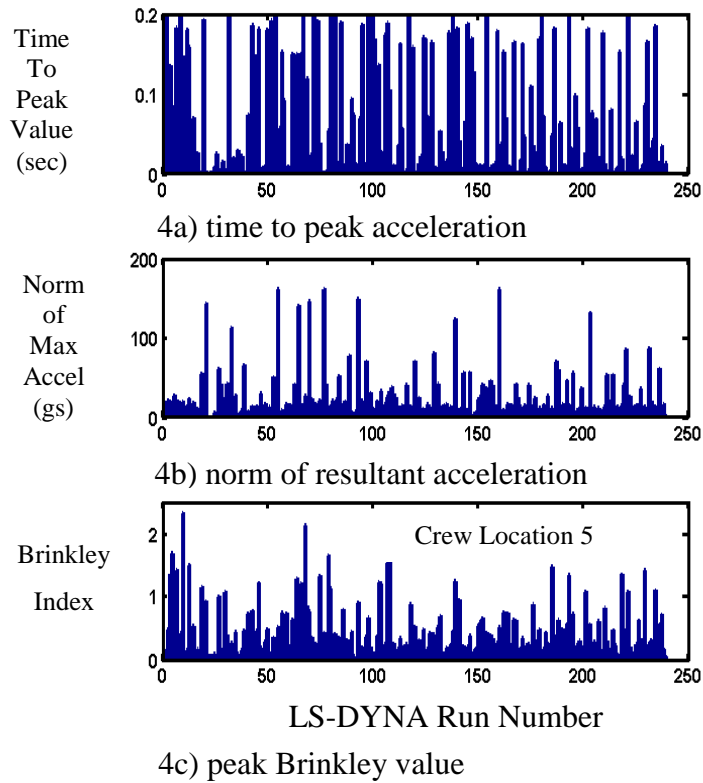 Time
To
Peak
Value
(sec)
0.2
0.1
0
0 50 100 150 200 250
4a) time to peak acceleration
Norm
of
Max
Accel
(gs)
200
100
0
0 50 100 150 200 250
4b) norm of resultant acceleration
Brinkley
Index
2
1
0
Crew Location 5
0 50 100 150 200 250
LS-DYNA Run Number
4c) peak Brinkley value